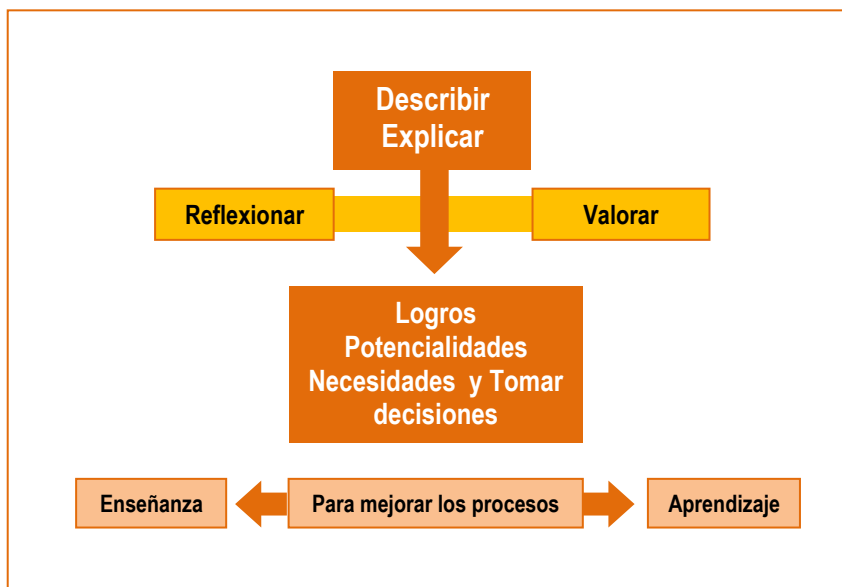 Describir
Explicar
Reflexionar
Valorar
Logros
Potencialidades
Necesidades  y Tomar
decisiones
Enseñanza
Para mejorar los procesos
Aprendizaje